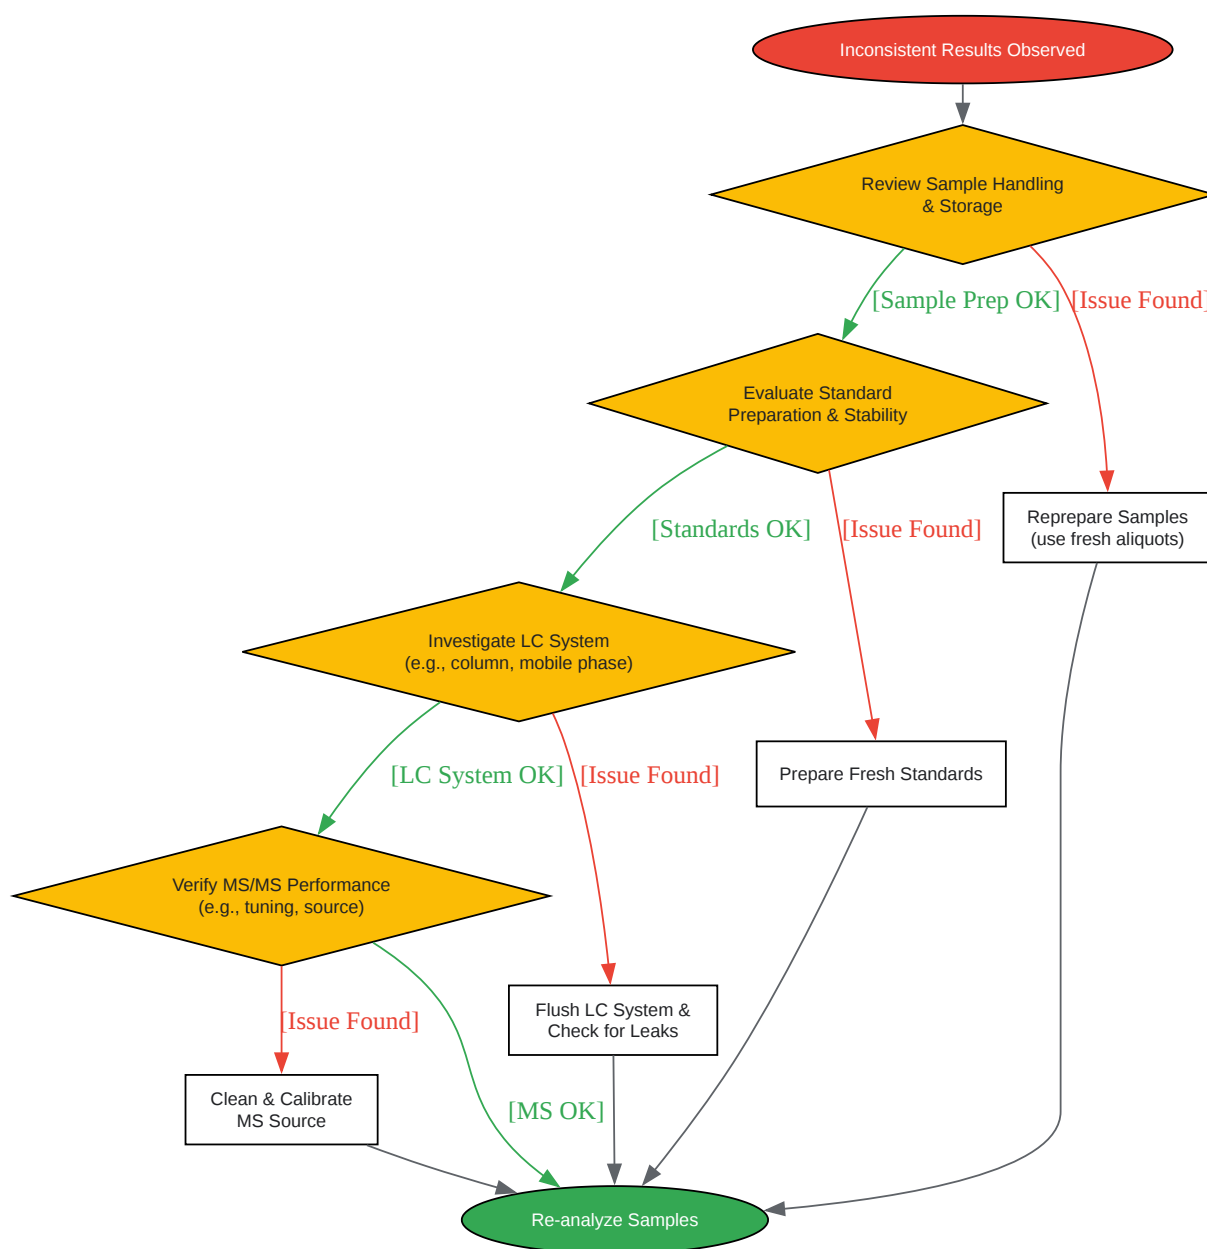 Inconsistent Results Observed
Review Sample Handling
& Storage
[Sample Prep OK]
[Issue Found]
Evaluate Standard
Preparation & Stability
[Standards OK]
[Issue Found]
Reprepare Samples
(use fresh aliquots)
Investigate LC System
(e.g., column, mobile phase)
[LC System OK]
[Issue Found]
Prepare Fresh Standards
Verify MS/MS Performance
(e.g., tuning, source)
[Issue Found]
Flush LC System &
Check for Leaks
Clean & Calibrate
MS Source
[MS OK]
Re-analyze Samples